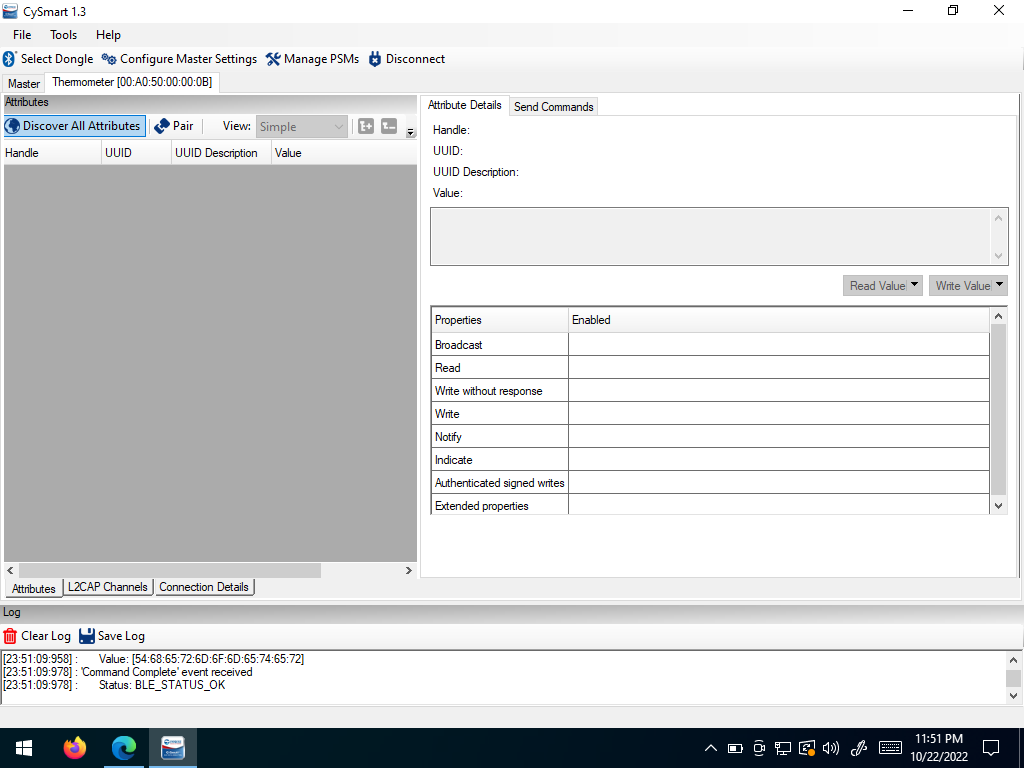 CySmart 1.3
File Tools Help
Select Dongle Configure Master Settings Manage PSMs Disconnect
Master Thermometer [00:A0:50:00:00:0B]
Attributes
Discover All Attributes Pair View: Simple
Handle UUID UUID Description Value
Attribute Details Send Commands
Handle:
UUID:
UUID Description:
Value:
Read Value Write Value
Properties Enabled
Broadcast
Read
Write without response
Write
Notify
Indicate
Authenticated signed writes
Extended properties
Attributes L2CAP Channels Connection Details
Log
Clear Log Save Log
[23:51:09:958] : Value: [54:68:65:72:6D:6F:6D:65:74:65:72]
[23:51:09:978] : 'Command Complete' event received
[23:51:09:978] : Status: BLE_STATUS_OK
11:51 PM
10/22/2022